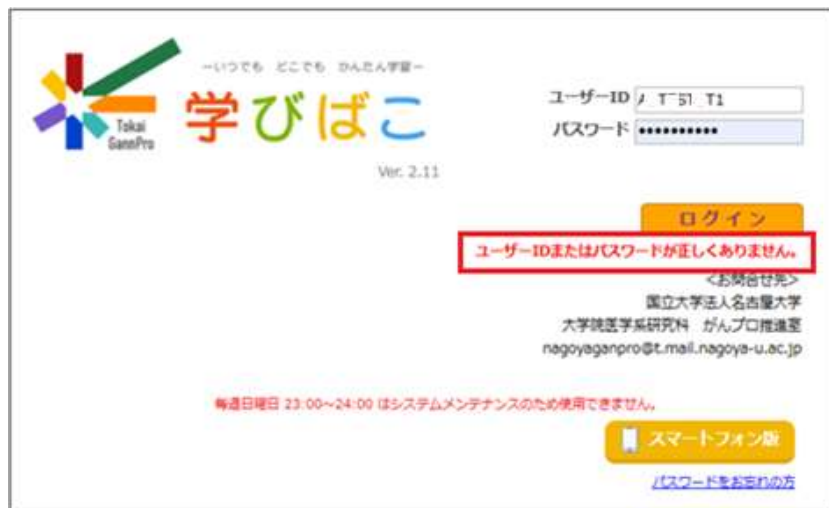 -いつでも どこでも かんたん学習-
学びばこ
Tokai
GannPro
Ver. 2.11
ユーザーID
パスワード ••••••••••
ログイン
ユーザーIDまたはパスワードが正しくありません。
<お問合せ先>
国立大学法人名古屋大学
大学院医学系研究科 がんプロ推進室
nagoyaganpro@t.mail.nagoya-u.ac.jp
毎週日曜日 23:00~24:00 はシステムメンテナンスのため使用できません。
スマートフォン版
パスワードをお忘れの方